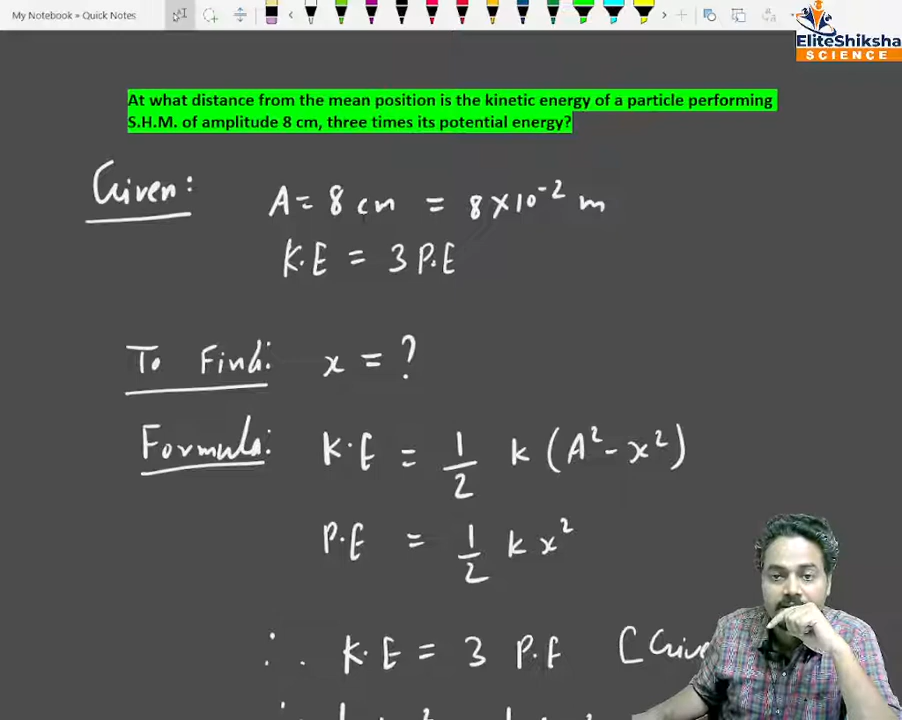 My Notebook » Quick Notes
EliteShiksha
SCIENCE
At what distance from the mean position is the kinetic energy of a particle performing
S.H.M. of amplitude 8 cm, three times its potential energy?
Given: A = 8 cm = 8×10⁻² m
K.E = 3 P.E
To Find: x = ?
Formula: K.E = 1/2 k (A² - x²)
P.E = 1/2 k x²
∴ K.E = 3 P.E